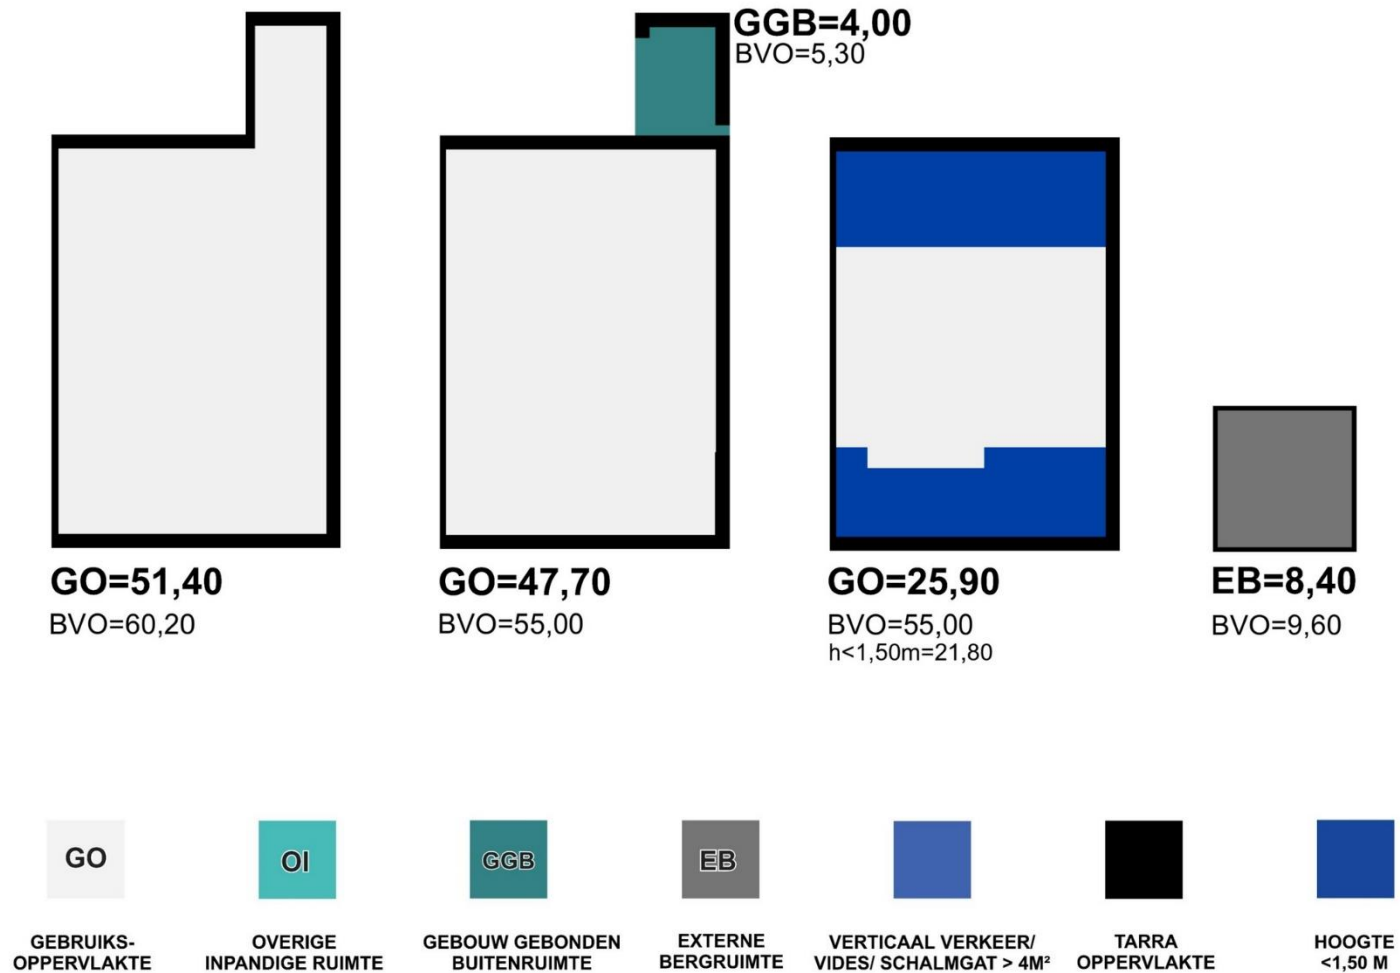 GGB=4,00
BVO=5,30
GO=51,40
BVO=60,20
GO=47,70
BVO=55,00
GO=25,90
BVO=55,00
h<1,50m=21,80
EB=8,40
BVO=9,60
GO
GEBRUIKS-
OPPERVLAKTE
OI
OVERIGE
INPANDIGE RUIMTE
GGB
GEBOUW GEBONDEN
BUITENRUIMTE
EB
EXTERNE
BERGRUIMTE
VERTICAAL VERKEER/
VIDES/ SCHALMGAT > 4M²
TARRA
OPPERVLAKTE
HOOGTE
<1,50 M